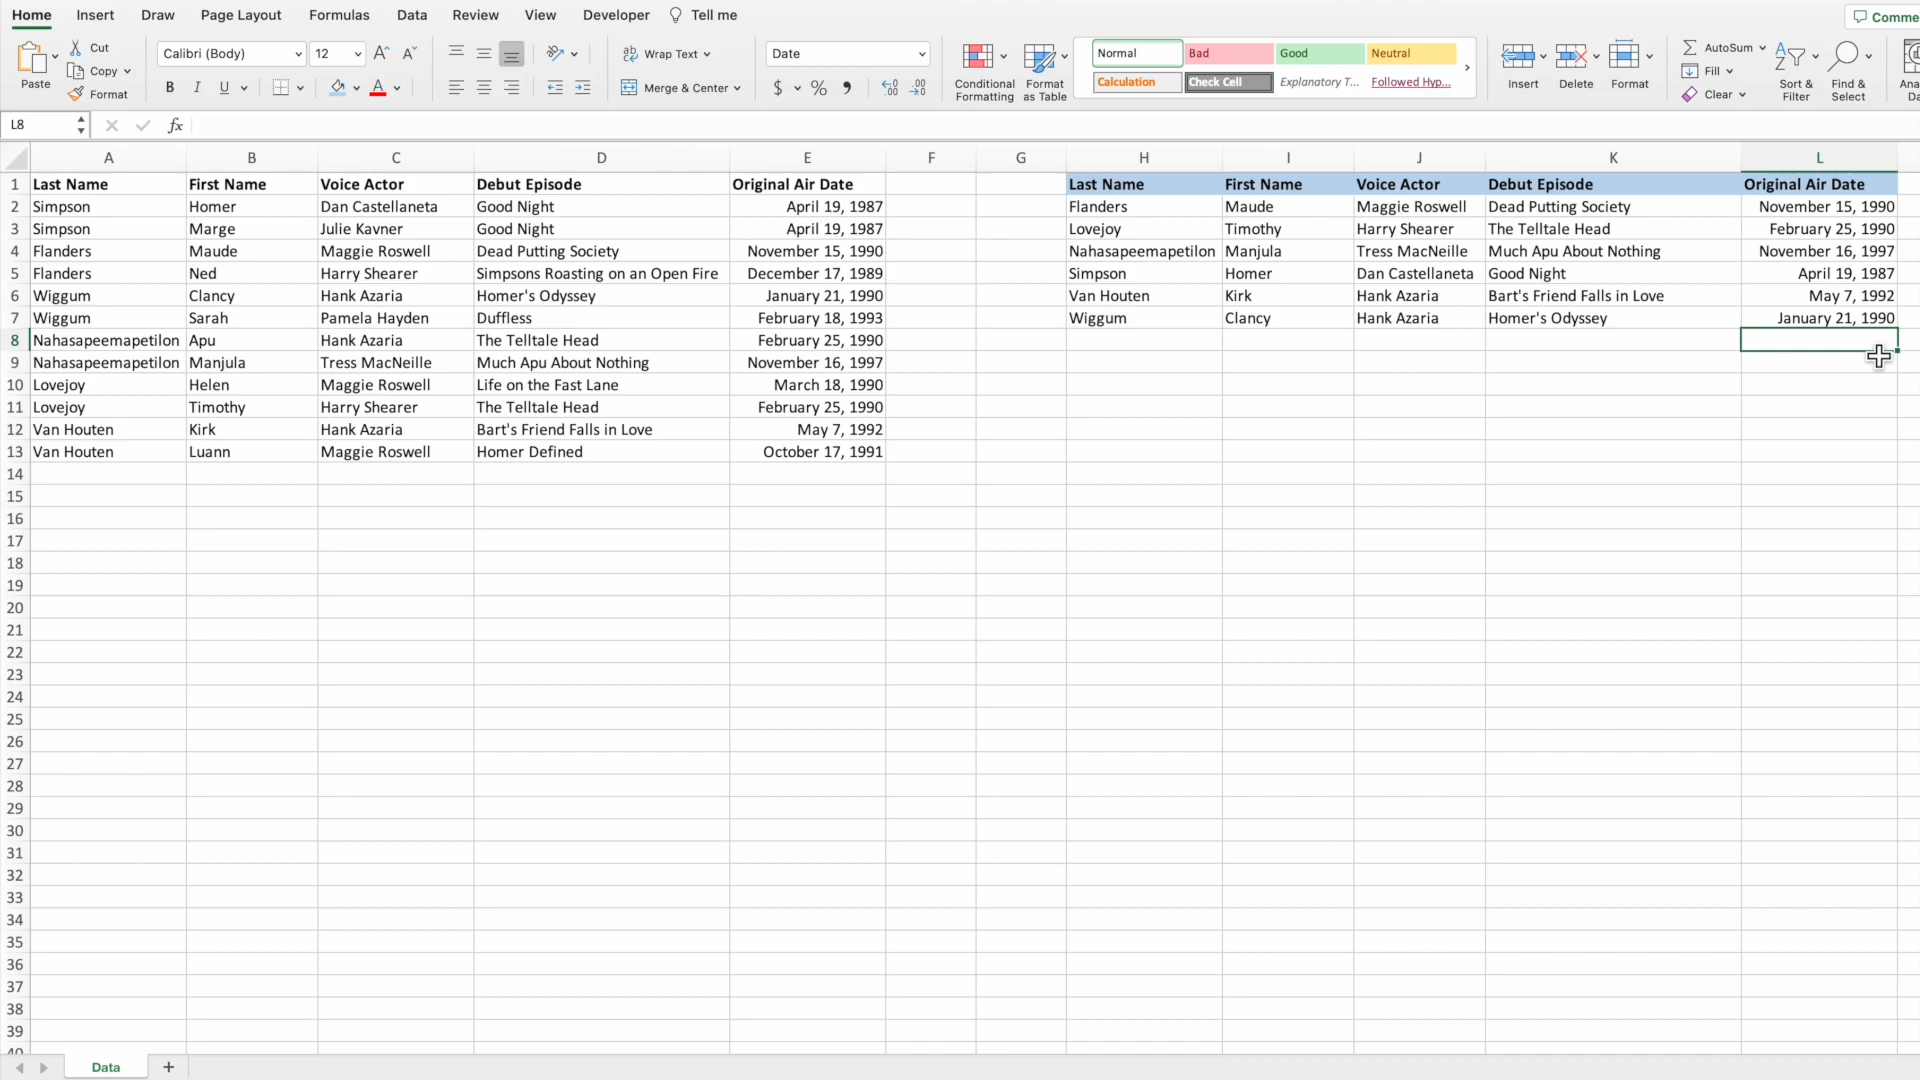 Home Insert Draw Page Layout Formulas Data Review View Developer Tell me Comme
Paste Cut Copy Format
Calibri (Body) 12 A^ A˅
B I U A
ab Wrap Text
Merge & Center
Date
$ % ,
Conditional Formatting
Format as Table
Normal Bad Good Neutral
Calculation Check Cell Explanatory T... Followed Hyp...
Insert Delete Format
AutoSum
Fill
Clear
Sort & Filter
Find & Select
Ana
Da
L8 fx
A B C D E F G H I J K L
1 Last Name First Name Voice Actor Debut Episode Original Air Date Last Name First Name Voice Actor Debut Episode Original Air Date
2 Simpson Homer Dan Castellaneta Good Night April 19, 1987 Flanders Maude Maggie Roswell Dead Putting Society November 15, 1990
3 Simpson Marge Julie Kavner Good Night April 19, 1987 Lovejoy Timothy Harry Shearer The Telltale Head February 25, 1990
4 Flanders Maude Maggie Roswell Dead Putting Society November 15, 1990 Nahasapeemapetilon Manjula Tress MacNeille Much Apu About Nothing November 16, 1997
5 Flanders Ned Harry Shearer Simpsons Roasting on an Open Fire December 17, 1989 Simpson Homer Dan Castellaneta Good Night April 19, 1987
6 Wiggum Clancy Hank Azaria Homer's Odyssey January 21, 1990 Van Houten Kirk Hank Azaria Bart's Friend Falls in Love May 7, 1992
7 Wiggum Sarah Pamela Hayden Duffless February 18, 1993 Wiggum Clancy Hank Azaria Homer's Odyssey January 21, 1990
8 Nahasapeemapetilon Apu Hank Azaria The Telltale Head February 25, 1990
9 Nahasapeemapetilon Manjula Tress MacNeille Much Apu About Nothing November 16, 1997
10 Lovejoy Helen Maggie Roswell Life on the Fast Lane March 18, 1990
11 Lovejoy Timothy Harry Shearer The Telltale Head February 25, 1990
12 Van Houten Kirk Hank Azaria Bart's Friend Falls in Love May 7, 1992
13 Van Houten Luann Maggie Roswell Homer Defined October 17, 1991
14
15
16
17
18
19
20
21
22
23
24
25
26
27
28
29
30
31
32
33
34
35
36
37
38
39
40
Data +